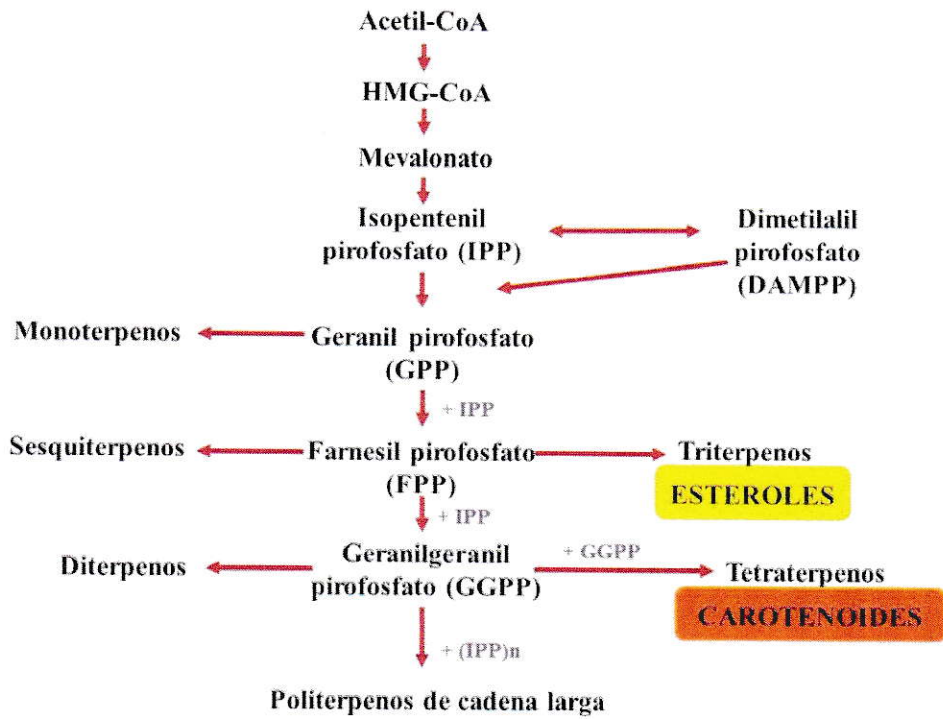 Acetil-CoA
HMG-CoA
Mevalonato
Isopentenil
pirofosfato (IPP)
Dimetilalil
pirofosfato
(DAMPP)
Monoterpenos
Geranil pirofosfato
(GPP)
+ IPP
Sesquiterpenos
Farnesil pirofosfato
(FPP)
Triterpenos
ESTEROLES
+ IPP
Diterpenos
Geranilgeranil
pirofosfato (GGPP)
+ GGPP
Tetraterpenos
CAROTENOIDES
+ (IPP)n
Politerpenos de cadena larga